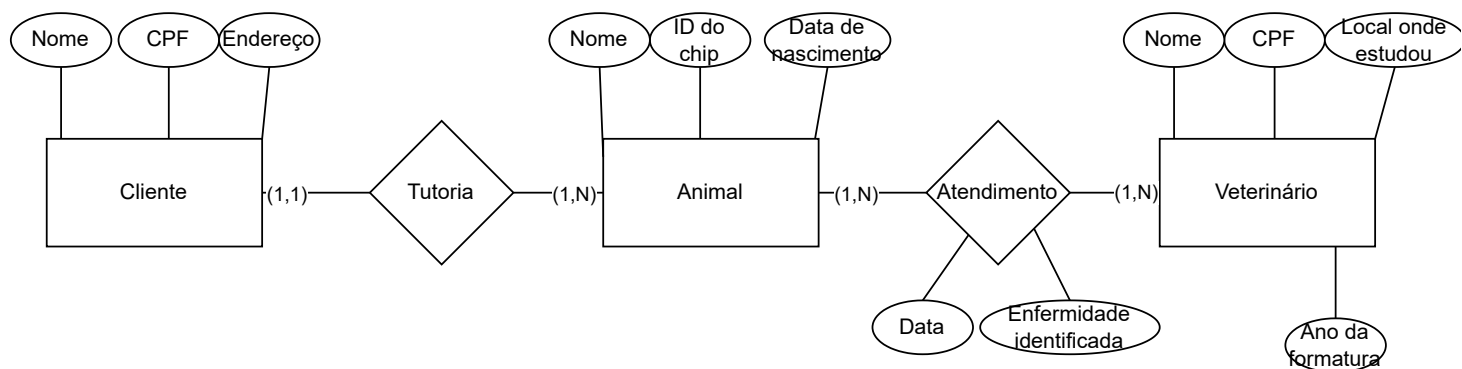 Nome
CPF
Endereço
Nome
ID do
chip
Data de
nascimento
Nome
CPF
Local onde
estudou
Cliente
(1,1)
Tutoria
(1,N)
Animal
(1,N)
Atendimento
(1,N)
Veterinário
Data
Enfermidade
identificada
Ano da
formatura